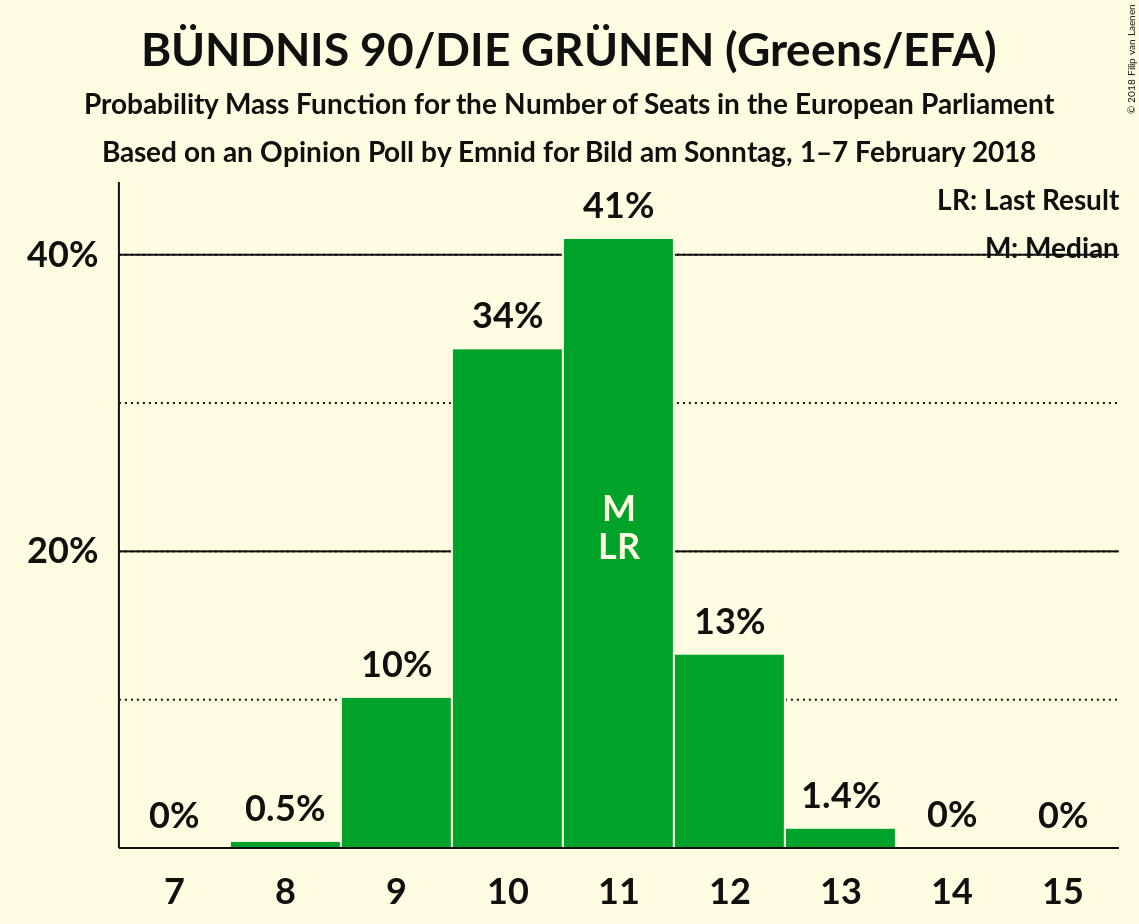 BÜNDNIS 90/DIE GRÜNEN (Greens/EFA)
Probability Mass Function for the Number of Seats in the European Parliament
Based on an Opinion Poll by Emnid for Bild am Sonntag, 1–7 February 2018
© 2018 Filip van Laenen
LR: Last Result
M: Median
40%
20%
0%
0.5%
10%
34%
41%
13%
1.4%
0%
0%
M
LR
7 8 9 10 11 12 13 14 15